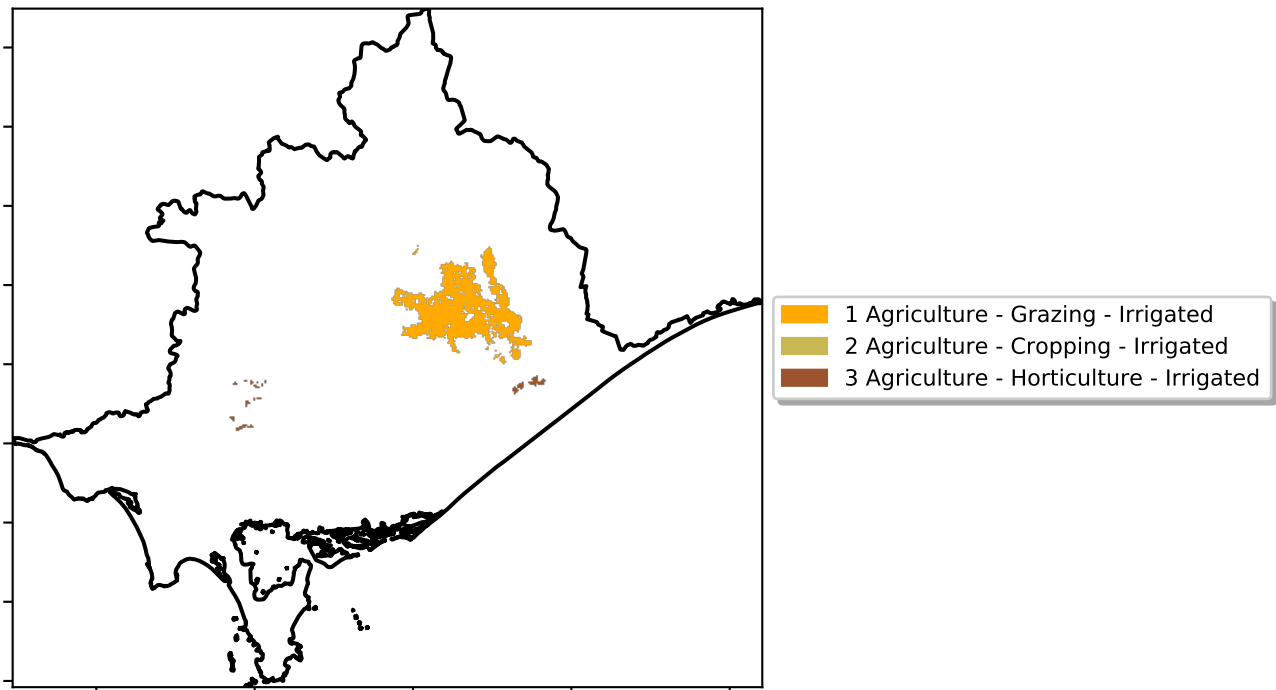 1 Agriculture - Grazing - Irrigated
2 Agriculture - Cropping - Irrigated
3 Agriculture - Horticulture - Irrigated